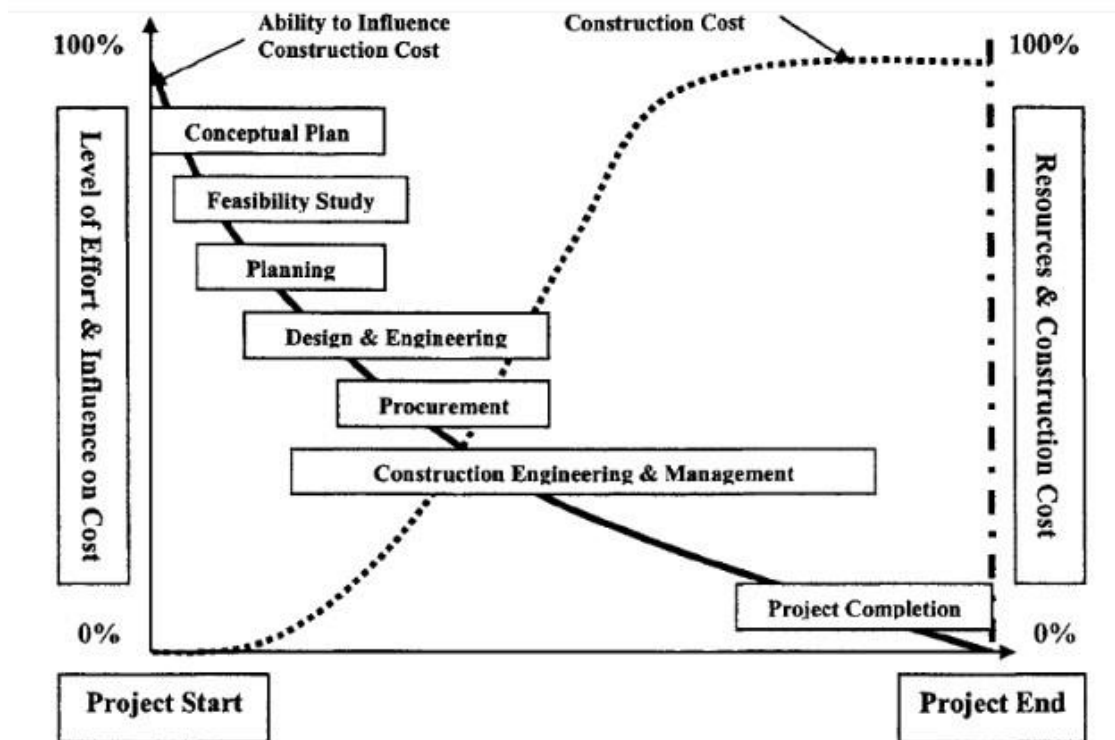 Ability to Influence
Construction Cost
Construction Cost
100%
100%
Conceptual Plan
Feasibility Study
Planning
Design & Engineering
Procurement
Construction Engineering & Management
Project Completion
Level of Effort & Influence on Cost
Resources & Construction Cost
0%
0%
Project Start
Project End